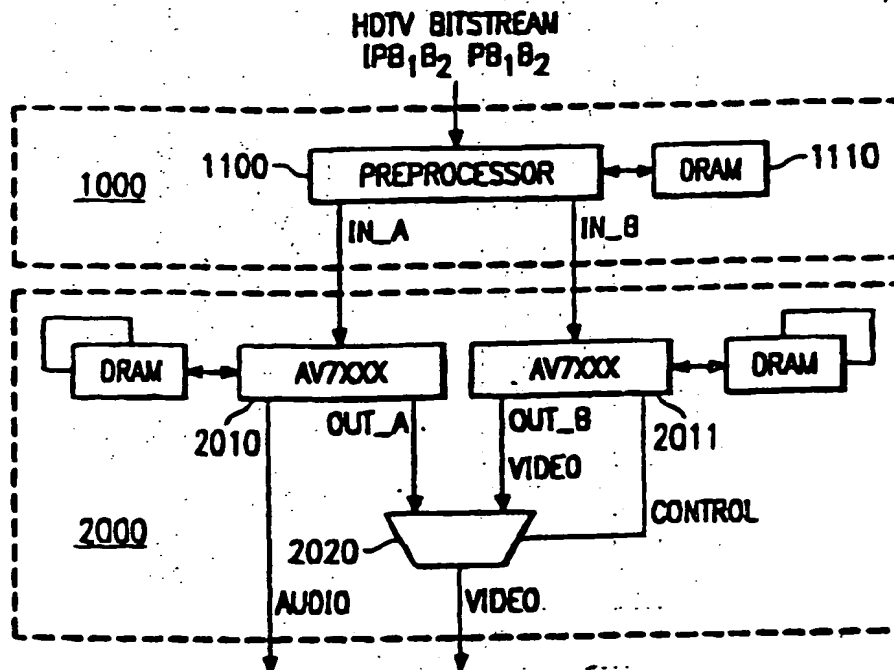 HDTV BITSTREAM
IPB₁B₂ PB₁B₂
1100
PREPROCESSOR
DRAM
1110
1000
IN_A
IN_B
DRAM
AV7XXX
AV7XXX
DRAM
2010
OUT_A
OUT_B
2011
VIDEO
CONTROL
2000
2020
AUDIO
VIDEO